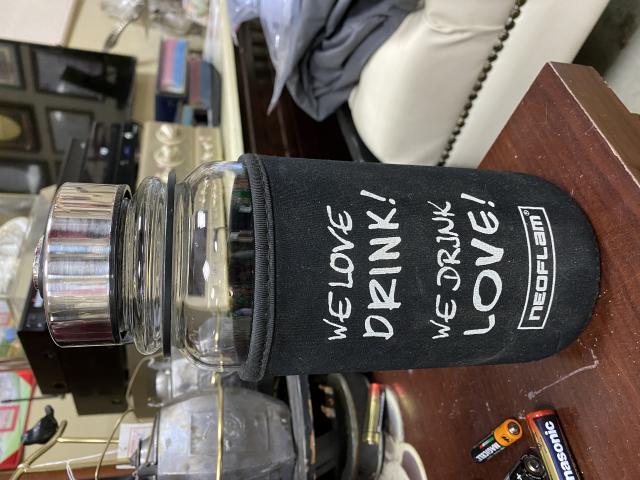 WE LOVE
DRINK!
WE DRINK
LOVE!
NEOFLAM®
Panasonic